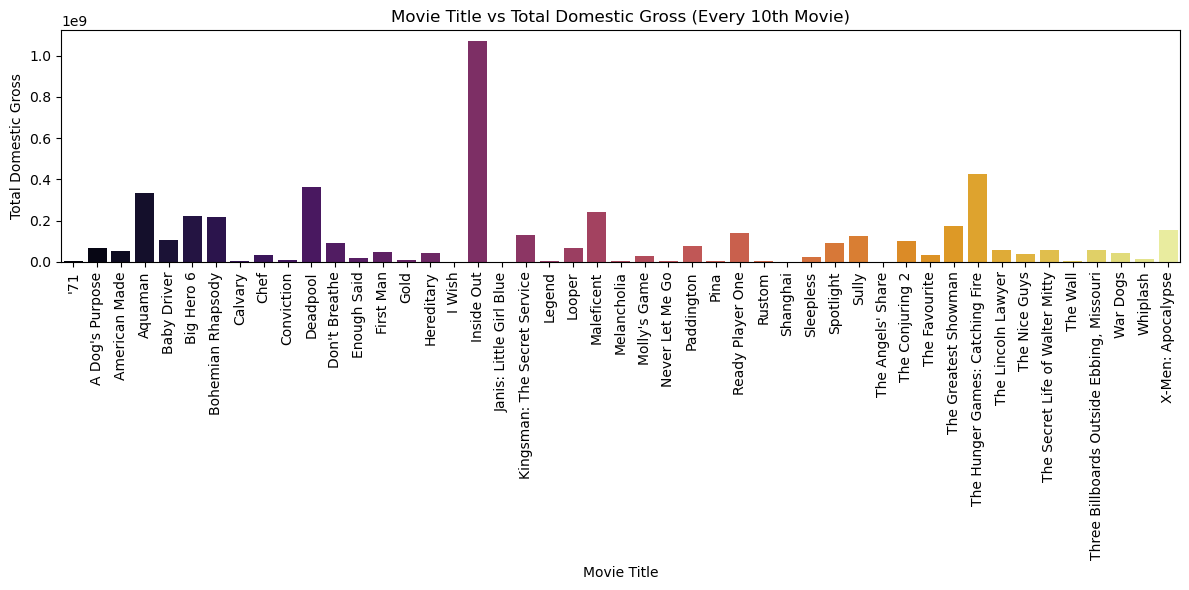 Movie Title vs Total Domestic Gross (Every 10th Movie)
1e9
Total Domestic Gross
1.0
0.8
0.6
0.4
0.2
0.0
'71
A Dog's Purpose
American Made
Aquaman
Baby Driver
Big Hero 6
Bohemian Rhapsody
Calvary
Chef
Conviction
Deadpool
Don't Breathe
Enough Said
First Man
Gold
Hereditary
I Wish
Inside Out
Janis: Little Girl Blue
Kingsman: The Secret Service
Legend
Looper
Maleficent
Melancholia
Molly's Game
Never Let Me Go
Paddington
Pina
Ready Player One
Rustom
Shanghai
Sleepless
Spotlight
Sully
The Angels' Share
The Conjuring 2
The Favourite
The Greatest Showman
The Hunger Games: Catching Fire
The Lincoln Lawyer
The Nice Guys
The Secret Life of Walter Mitty
The Wall
Three Billboards Outside Ebbing, Missouri
War Dogs
Whiplash
X-Men: Apocalypse
Movie Title